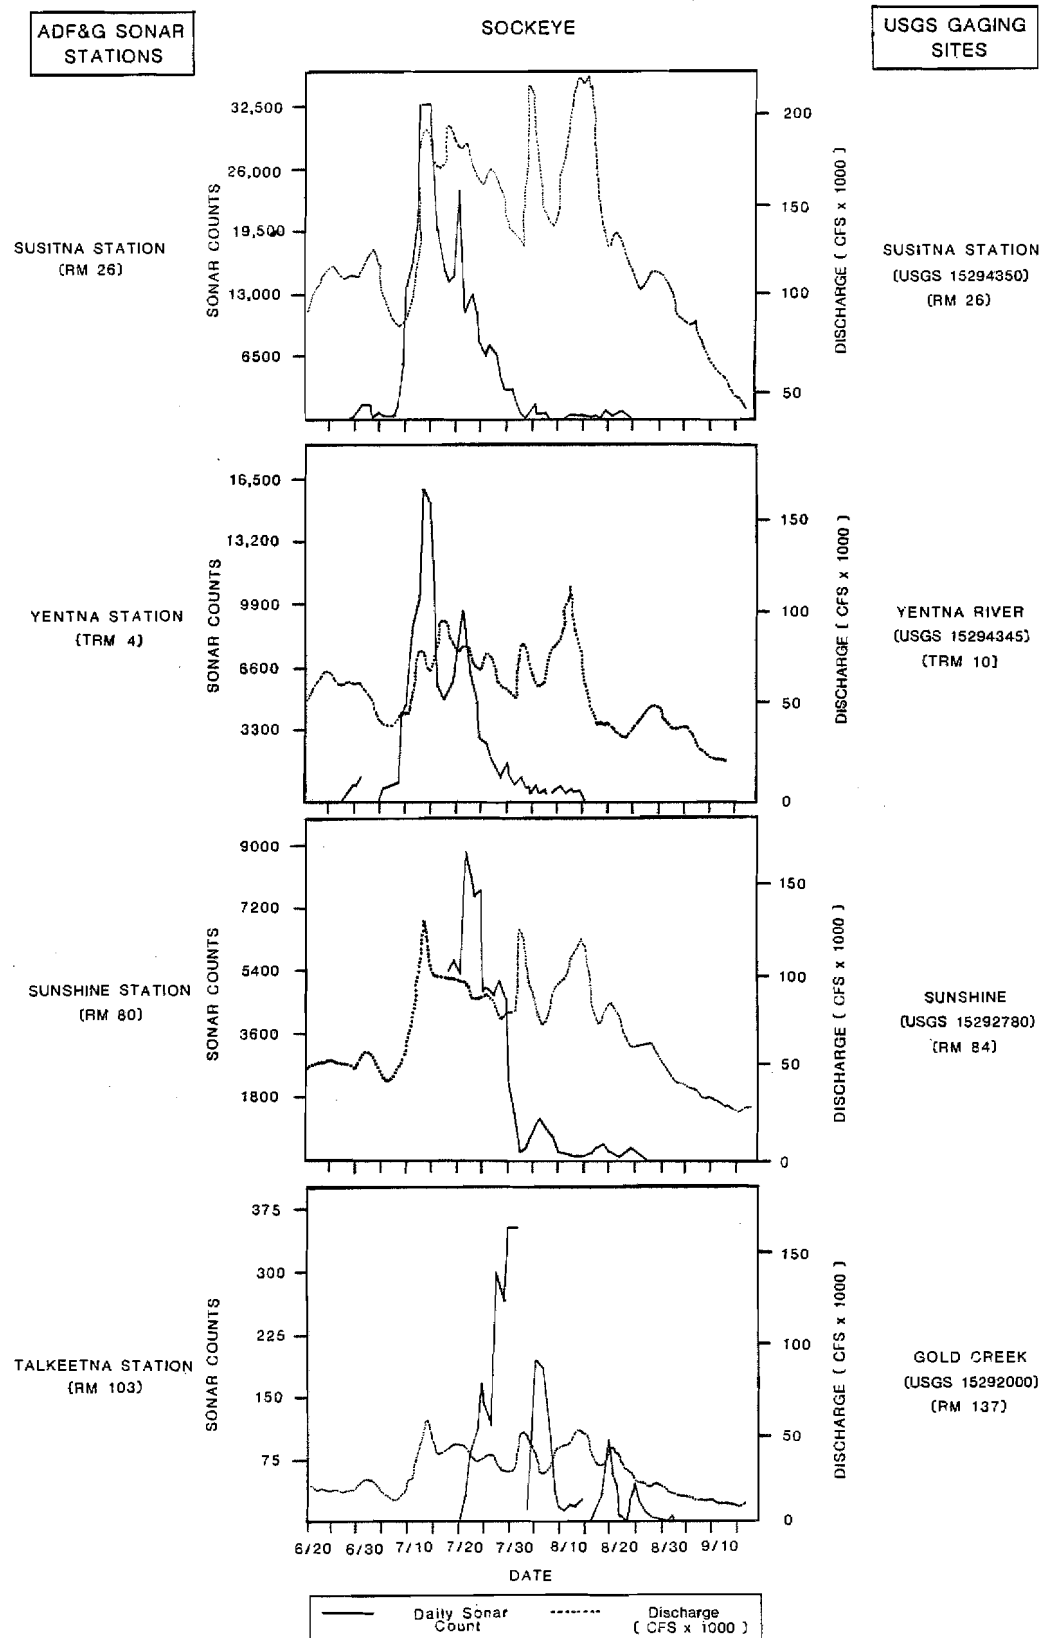 ADF&G SONAR
STATIONS
SOCKEYE
USGS GAGING
SITES
SUSITNA STATION
(RM 26)
SONAR COUNTS
32,500
26,000
19,500
13,000
6500
200
150
100
50
DISCHARGE ( CFS x 1000 )
SUSITNA STATION
(USGS 15294350)
(RM 26)
YENTNA STATION
(TRM 4)
SONAR COUNTS
16,500
13,200
9900
6600
3300
150
100
50
0
DISCHARGE ( CFS x 1000 )
YENTNA RIVER
(USGS 15294345)
(TRM 10)
SUNSHINE STATION
(RM 80)
SONAR COUNTS
9000
7200
5400
3600
1800
150
100
50
0
DISCHARGE ( CFS x 1000 )
SUNSHINE
(USGS 15292780)
(RM 84)
TALKEETNA STATION
(RM 103)
SONAR COUNTS
375
300
225
150
75
150
100
50
0
DISCHARGE ( CFS x 1000 )
GOLD CREEK
(USGS 15292000)
(RM 137)
6/20 6/30 7/10 7/20 7/30 8/10 8/20 8/30 9/10
DATE
Daily Sonar
Count
Discharge
( CFS x 1000 )